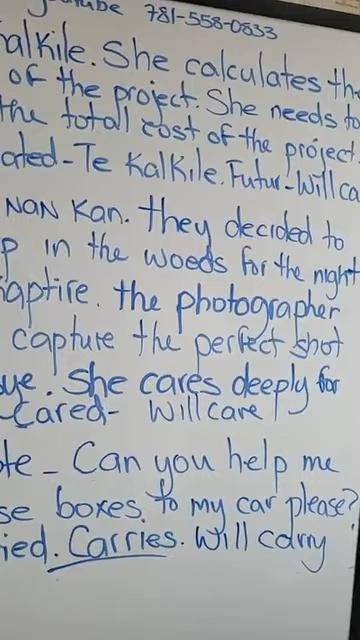 781-558-0833
Kalkile. She calculates the
of the project. She needs to
the total cost of the project.
ated- Te Kalkile. Futur- Will ca
NAN Kan. they decided to
p in the woods for the night
aptire. the photographer
capture the perfect shot
ye. She cares deeply for
Cared- Will care
te - Can you help me
se boxes to my car please?
ied. Carries. Will carry